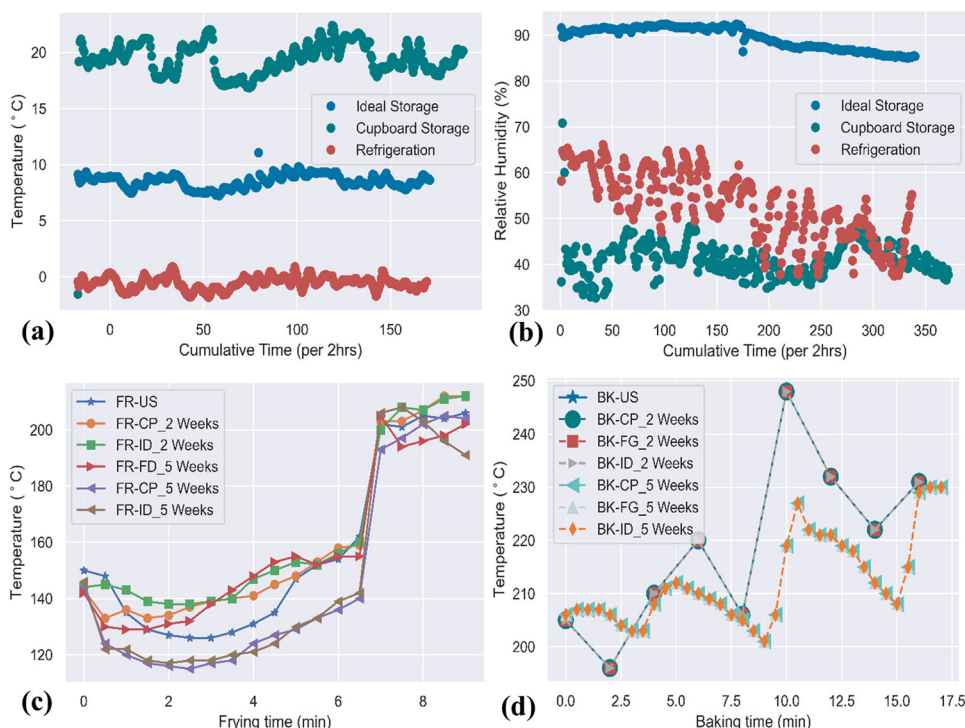 20
15
10
5
0
Temperature (°C)
Ideal Storage
Cupboard Storage
Refrigeration
0 50 100 150
Cumulative Time (per 2hrs)
(a)
90
80
70
60
50
40
30
Relative Humidity (%)
Ideal Storage
Cupboard Storage
Refrigeration
0 50 100 150 200 250 300 350
Cumulative Time (per 2hrs)
(b)
200
180
160
140
120
Temperature (°C)
FR-US
FR-CP_2 Weeks
FR-ID_2 Weeks
FR-FD_5 Weeks
FR-CP_5 Weeks
FR-ID_5 Weeks
0 2 4 6 8
Frying time (min)
(c)
250
240
230
220
210
200
Temperature (°C)
BK-US
BK-CP_2 Weeks
BK-FG_2 Weeks
BK-ID_2 Weeks
BK-CP_5 Weeks
BK-FG_5 Weeks
BK-ID_5 Weeks
0.0 2.5 5.0 7.5 10.0 12.5 15.0 17.5
Baking time (min)
(d)